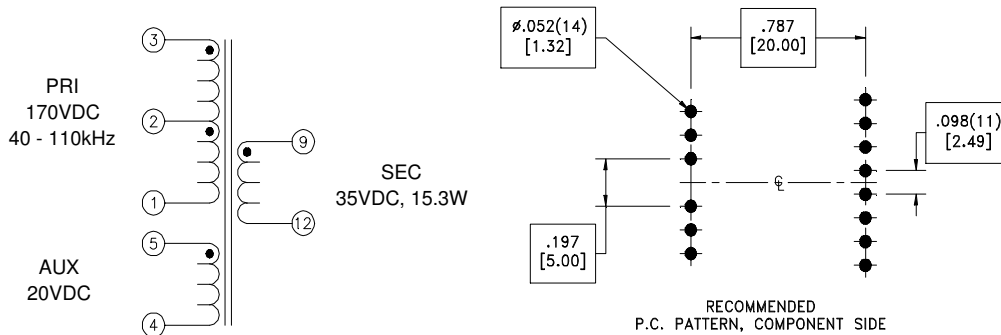 3
PRI
170VDC
40 - 110kHz
2
1
9
12
SEC
35VDC, 15.3W
5
AUX
20VDC
4
ø.052(14)
[1.32]
.787
[20.00]
.098(11)
[2.49]
℄
.197
[5.00]
RECOMMENDED
P.C. PATTERN, COMPONENT SIDE